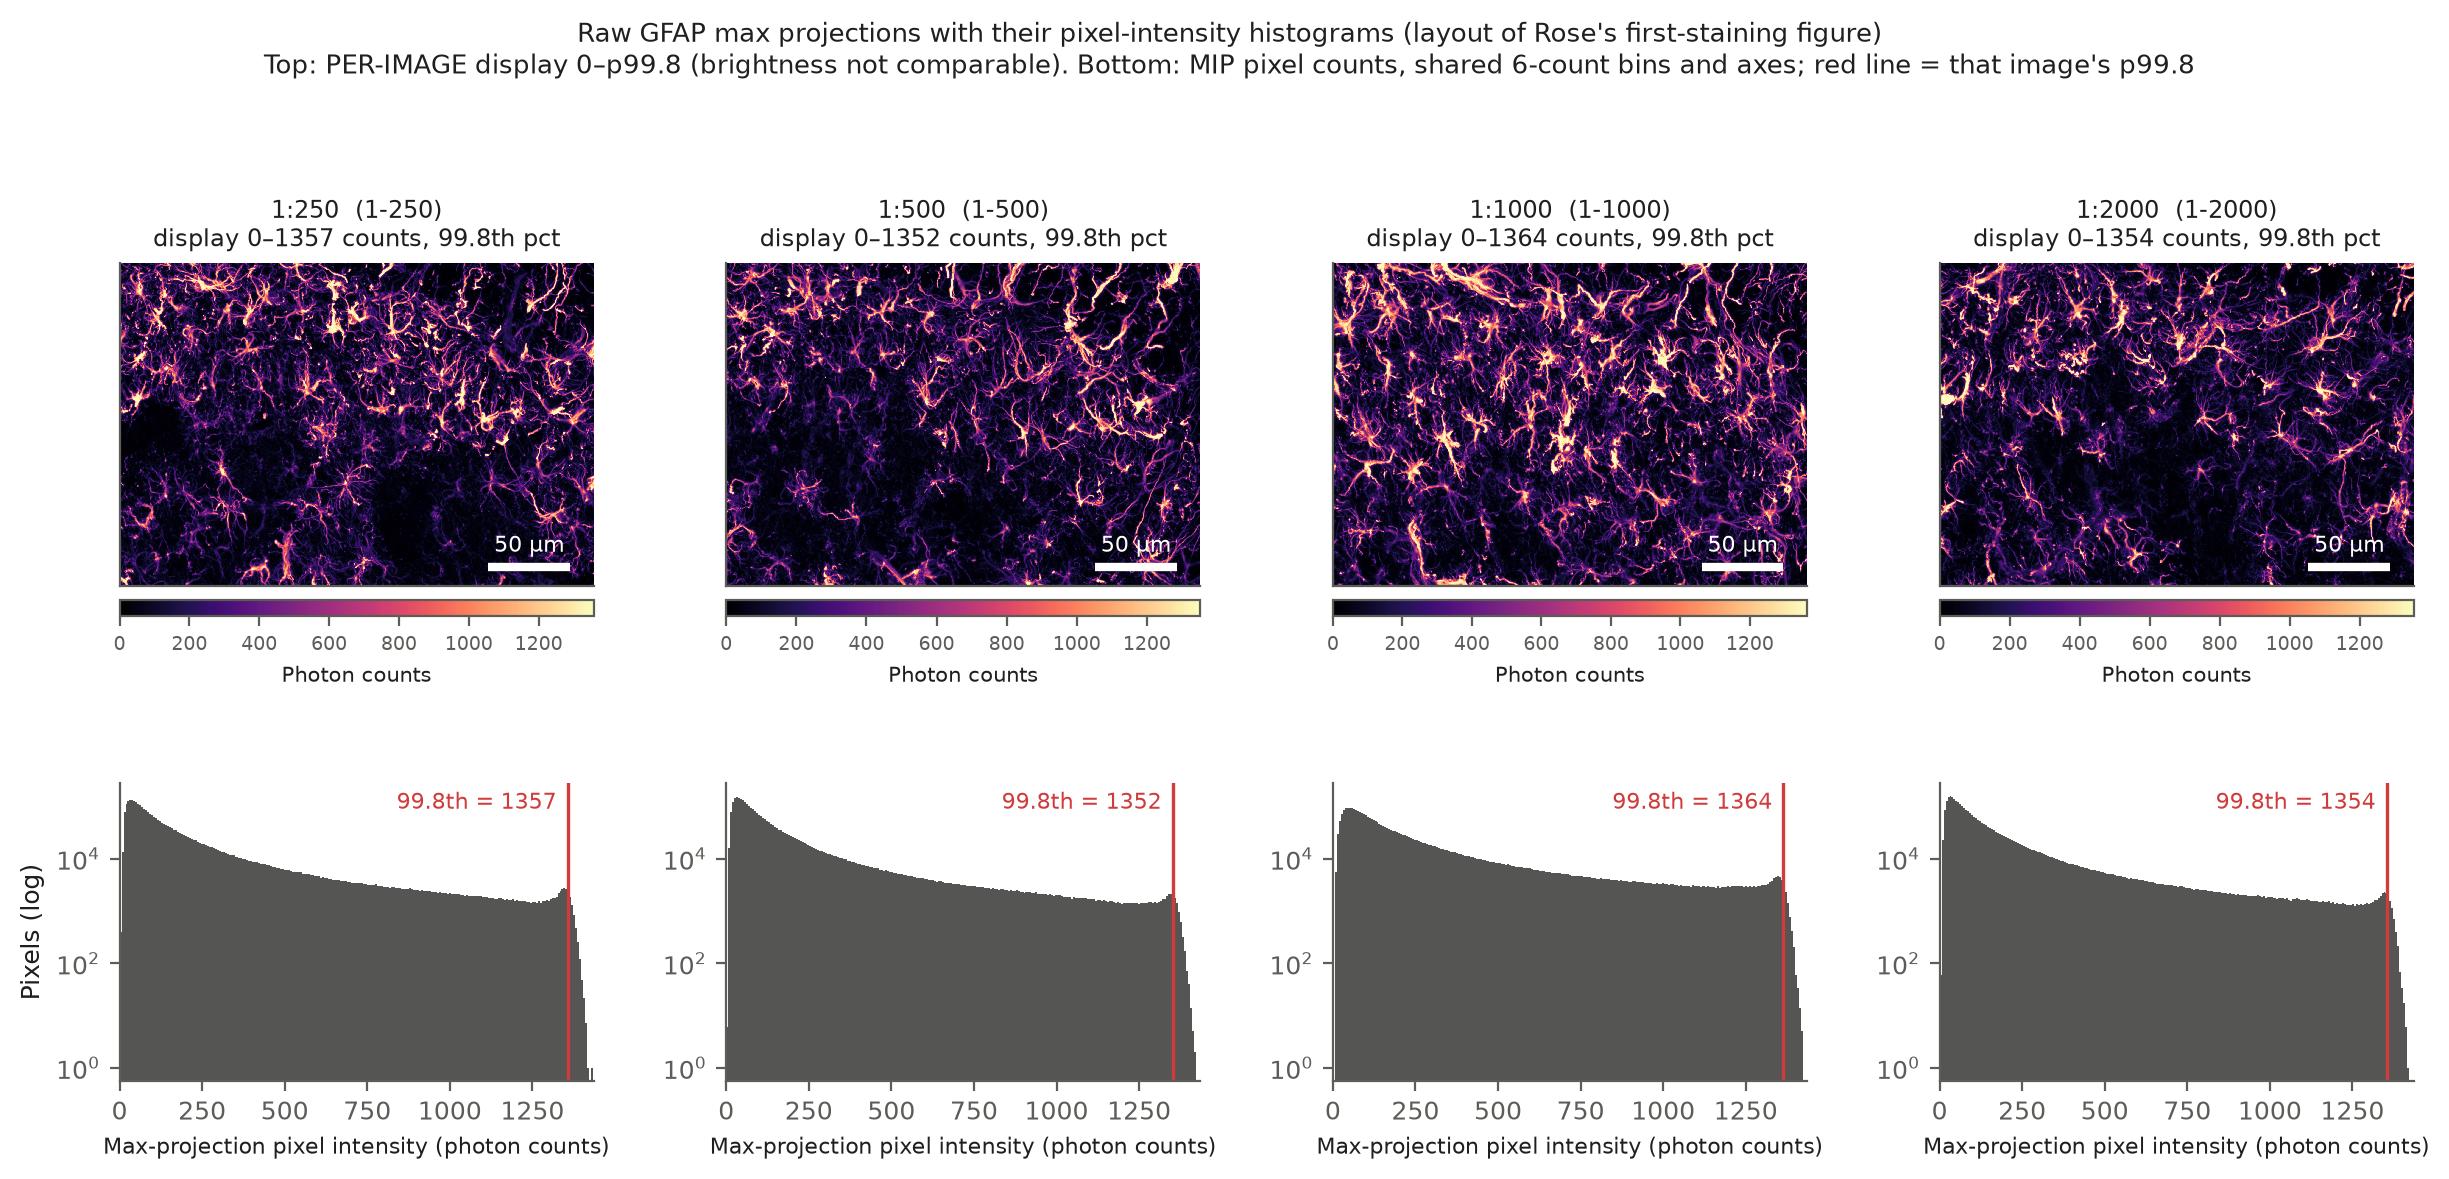 Raw GFAP max projections with their pixel-intensity histograms (layout of Rose's first-staining figure)
Top: PER-IMAGE display 0–p99.8 (brightness not comparable). Bottom: MIP pixel counts, shared 6-count bins and axes; red line = that image's p99.8
1:250 (1-250)
display 0–1357 counts, 99.8th pct
50 µm
0 200 400 600 800 1000 1200
Photon counts
1:500 (1-500)
display 0–1352 counts, 99.8th pct
50 µm
0 200 400 600 800 1000 1200
Photon counts
1:1000 (1-1000)
display 0–1364 counts, 99.8th pct
50 µm
0 200 400 600 800 1000 1200
Photon counts
1:2000 (1-2000)
display 0–1354 counts, 99.8th pct
50 µm
0 200 400 600 800 1000 1200
Photon counts
Pixels (log)
99.8th = 1357
10⁴
10²
10⁰
0 250 500 750 1000 1250
Max-projection pixel intensity (photon counts)
99.8th = 1352
10⁴
10²
10⁰
0 250 500 750 1000 1250
Max-projection pixel intensity (photon counts)
99.8th = 1364
10⁴
10²
10⁰
0 250 500 750 1000 1250
Max-projection pixel intensity (photon counts)
99.8th = 1354
10⁴
10²
10⁰
0 250 500 750 1000 1250
Max-projection pixel intensity (photon counts)